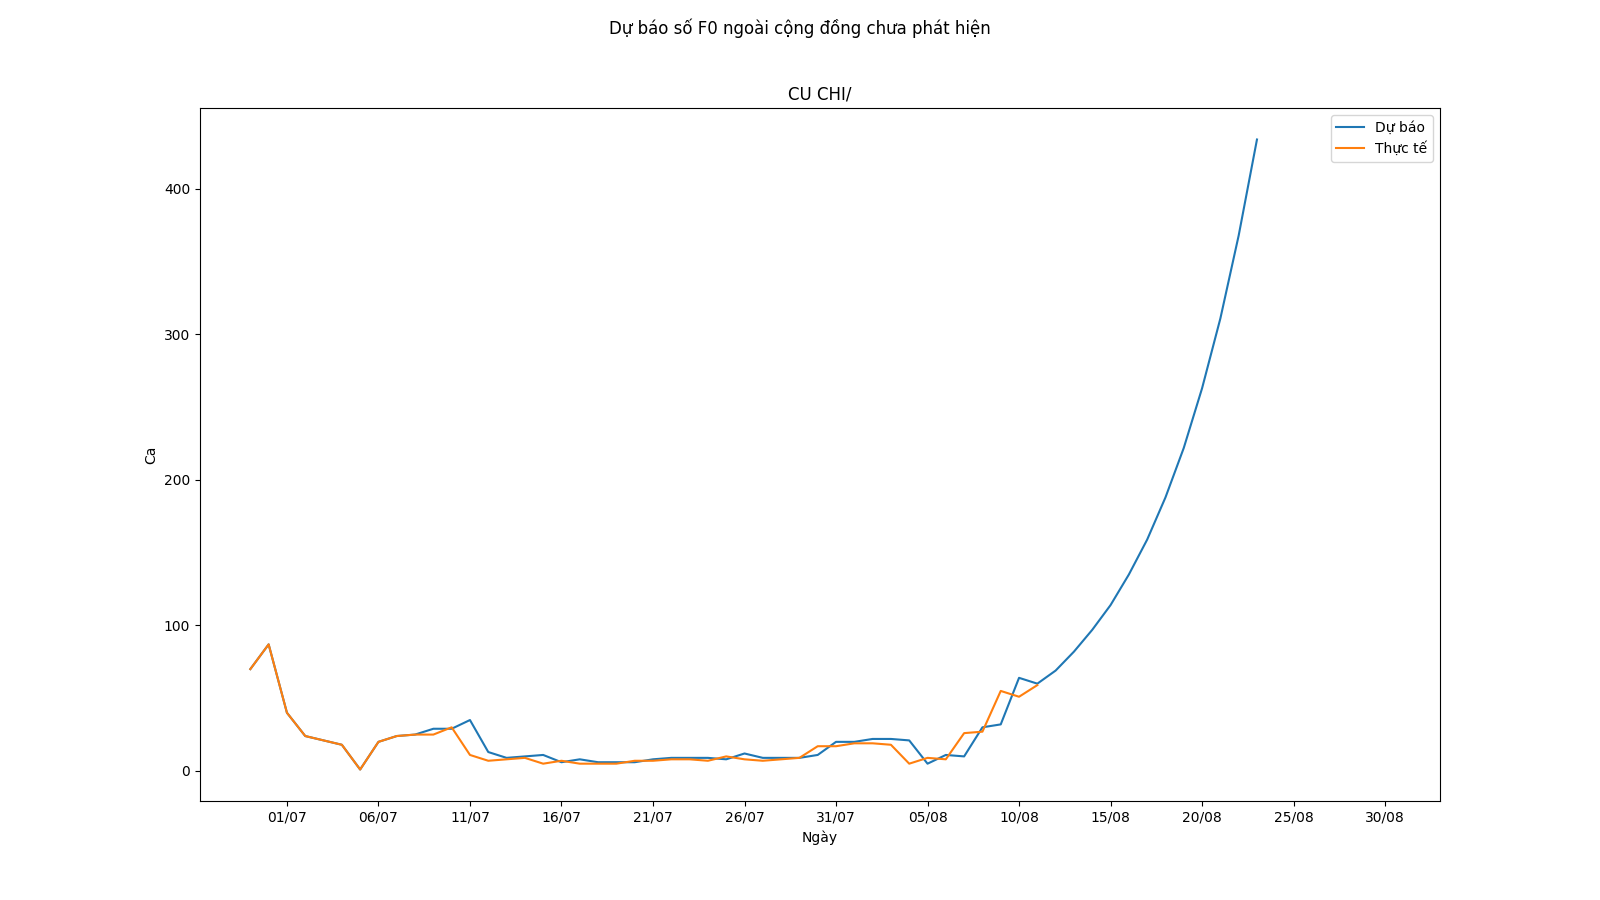 Dự báo số F0 ngoài cộng đồng chưa phát hiện
CU CHI/
Dự báo
Thực tế
400
300
200
100
0
Ca
01/07 06/07 11/07 16/07 21/07 26/07 31/07 05/08 10/08 15/08 20/08 25/08 30/08
Ngày